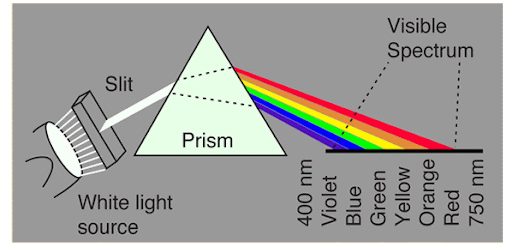 Visible
Spectrum
Slit
Prism
White light
source
400 nm
Violet
Blue
Green
Yellow
Orange
Red
750 nm